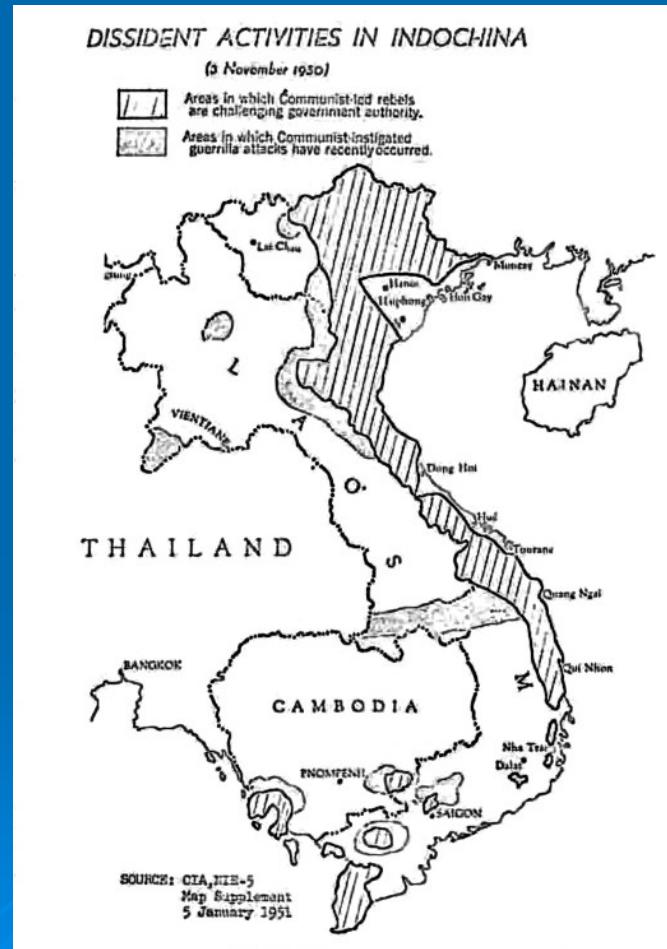 DISSIDENT ACTIVITIES IN INDOCHINA
(3 November 1950)
Areas in which Communist-led rebels
are challenging government authority.
Areas in which Communist-instigated
guerrilla attacks have recently occurred.
Lai Chau
Hanoi
Haiphong
Moncay
Hon Gay
HAINAN
L
A
O
S
VIENTIANE
Dong Hoi
Hué
Tourane
THAILAND
Quang Ngai
BANGKOK
Qui Nhon
CAMBODIA
M
PNOMPENH
Nha Trang
Dalat
SAIGON
SOURCE: CIA, NIE-5
Map Supplement
5 January 1951